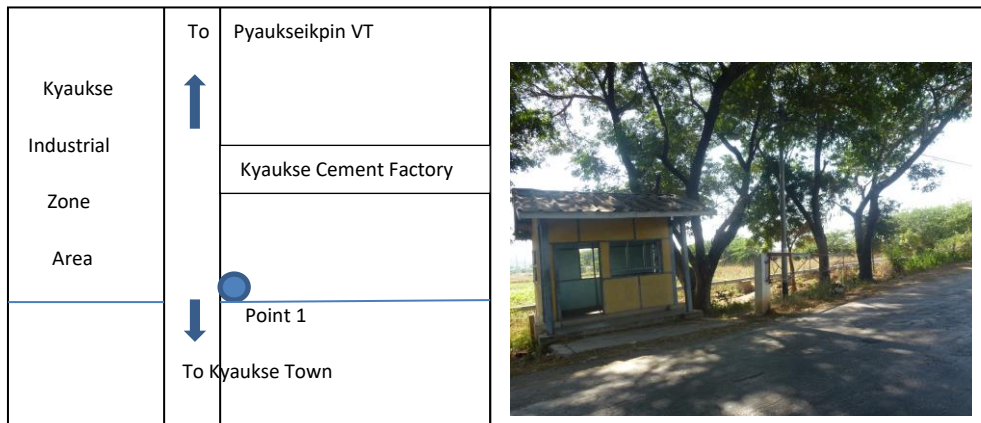 To Pyaukseikpin VT
Kyaukse
Industrial
Zone
Area
Kyaukse Cement Factory
Point 1
To Kyaukse Town